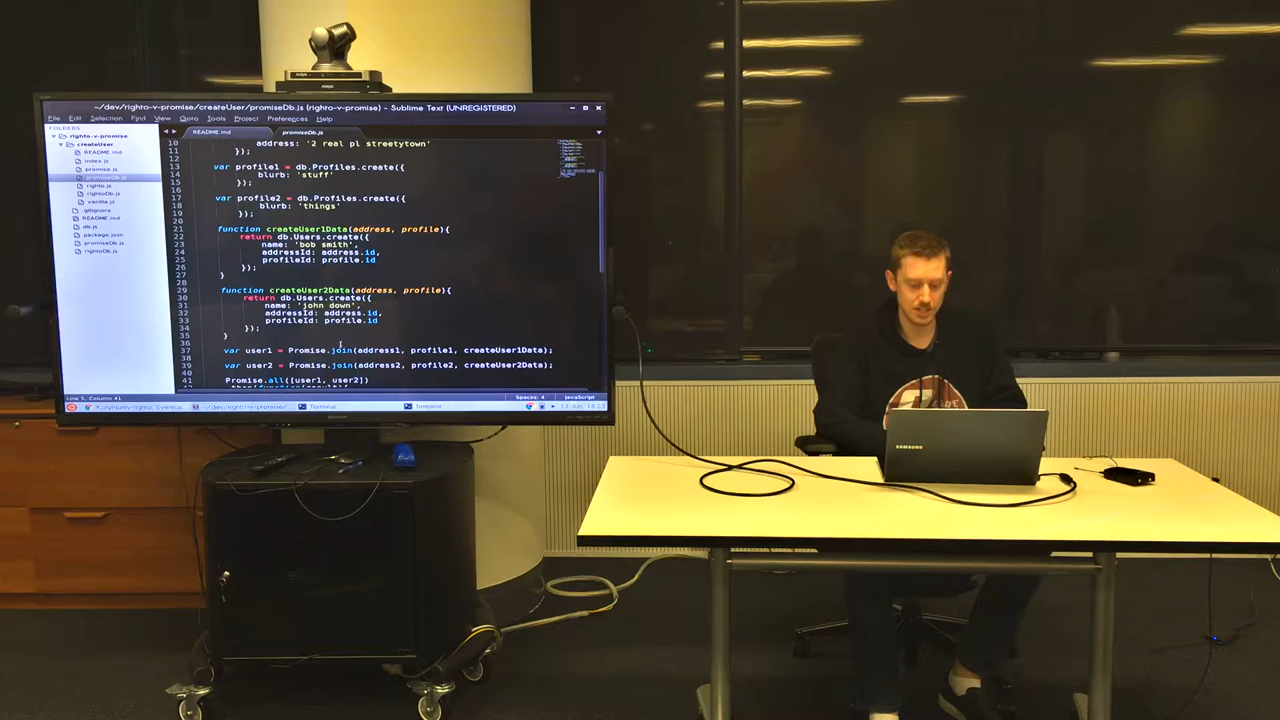 ~/dev/righto-v-promise/createUser/promiseDb.js (righto-v-promise) - Sublime Text (UNREGISTERED)
File Edit Selection Find View Goto Tools Project Preferences Help
FOLDERS
righto-v-promise
createUser
README.md
index.js
promise.js
promiseDb.js
righto.js
rightoDb.js
vanilla.js
.gitignore
README.md
db.js
package.json
promiseDb.js
rightoDb.js
README.md promiseDb.js
10 address: '2 real pl streetytown'
11 });
12
13 var profile1 = db.Profiles.create({
14 blurb: 'stuff'
15 });
16
17 var profile2 = db.Profiles.create({
18 blurb: 'things'
19 });
20
21 function createUser1Data(address, profile){
22 return db.Users.create({
23 name: 'bob smith',
24 addressId: address.id,
25 profileId: profile.id
26 });
27 }
28
29 function createUser2Data(address, profile){
30 return db.Users.create({
31 name: 'john down',
32 addressId: address.id,
33 profileId: profile.id
34 });
35 }
36
37 var user1 = Promise.join(address1, profile1, createUser1Data);
38
39 var user2 = Promise.join(address2, profile2, createUser2Data);
40
41 Promise.all([user1, user2])
Line 5, Column 41 Spaces: 4 JavaScript
~/dev/righto-v-promise/ Terminal Terminal 13 Jun, 18:23
SAMSUNG